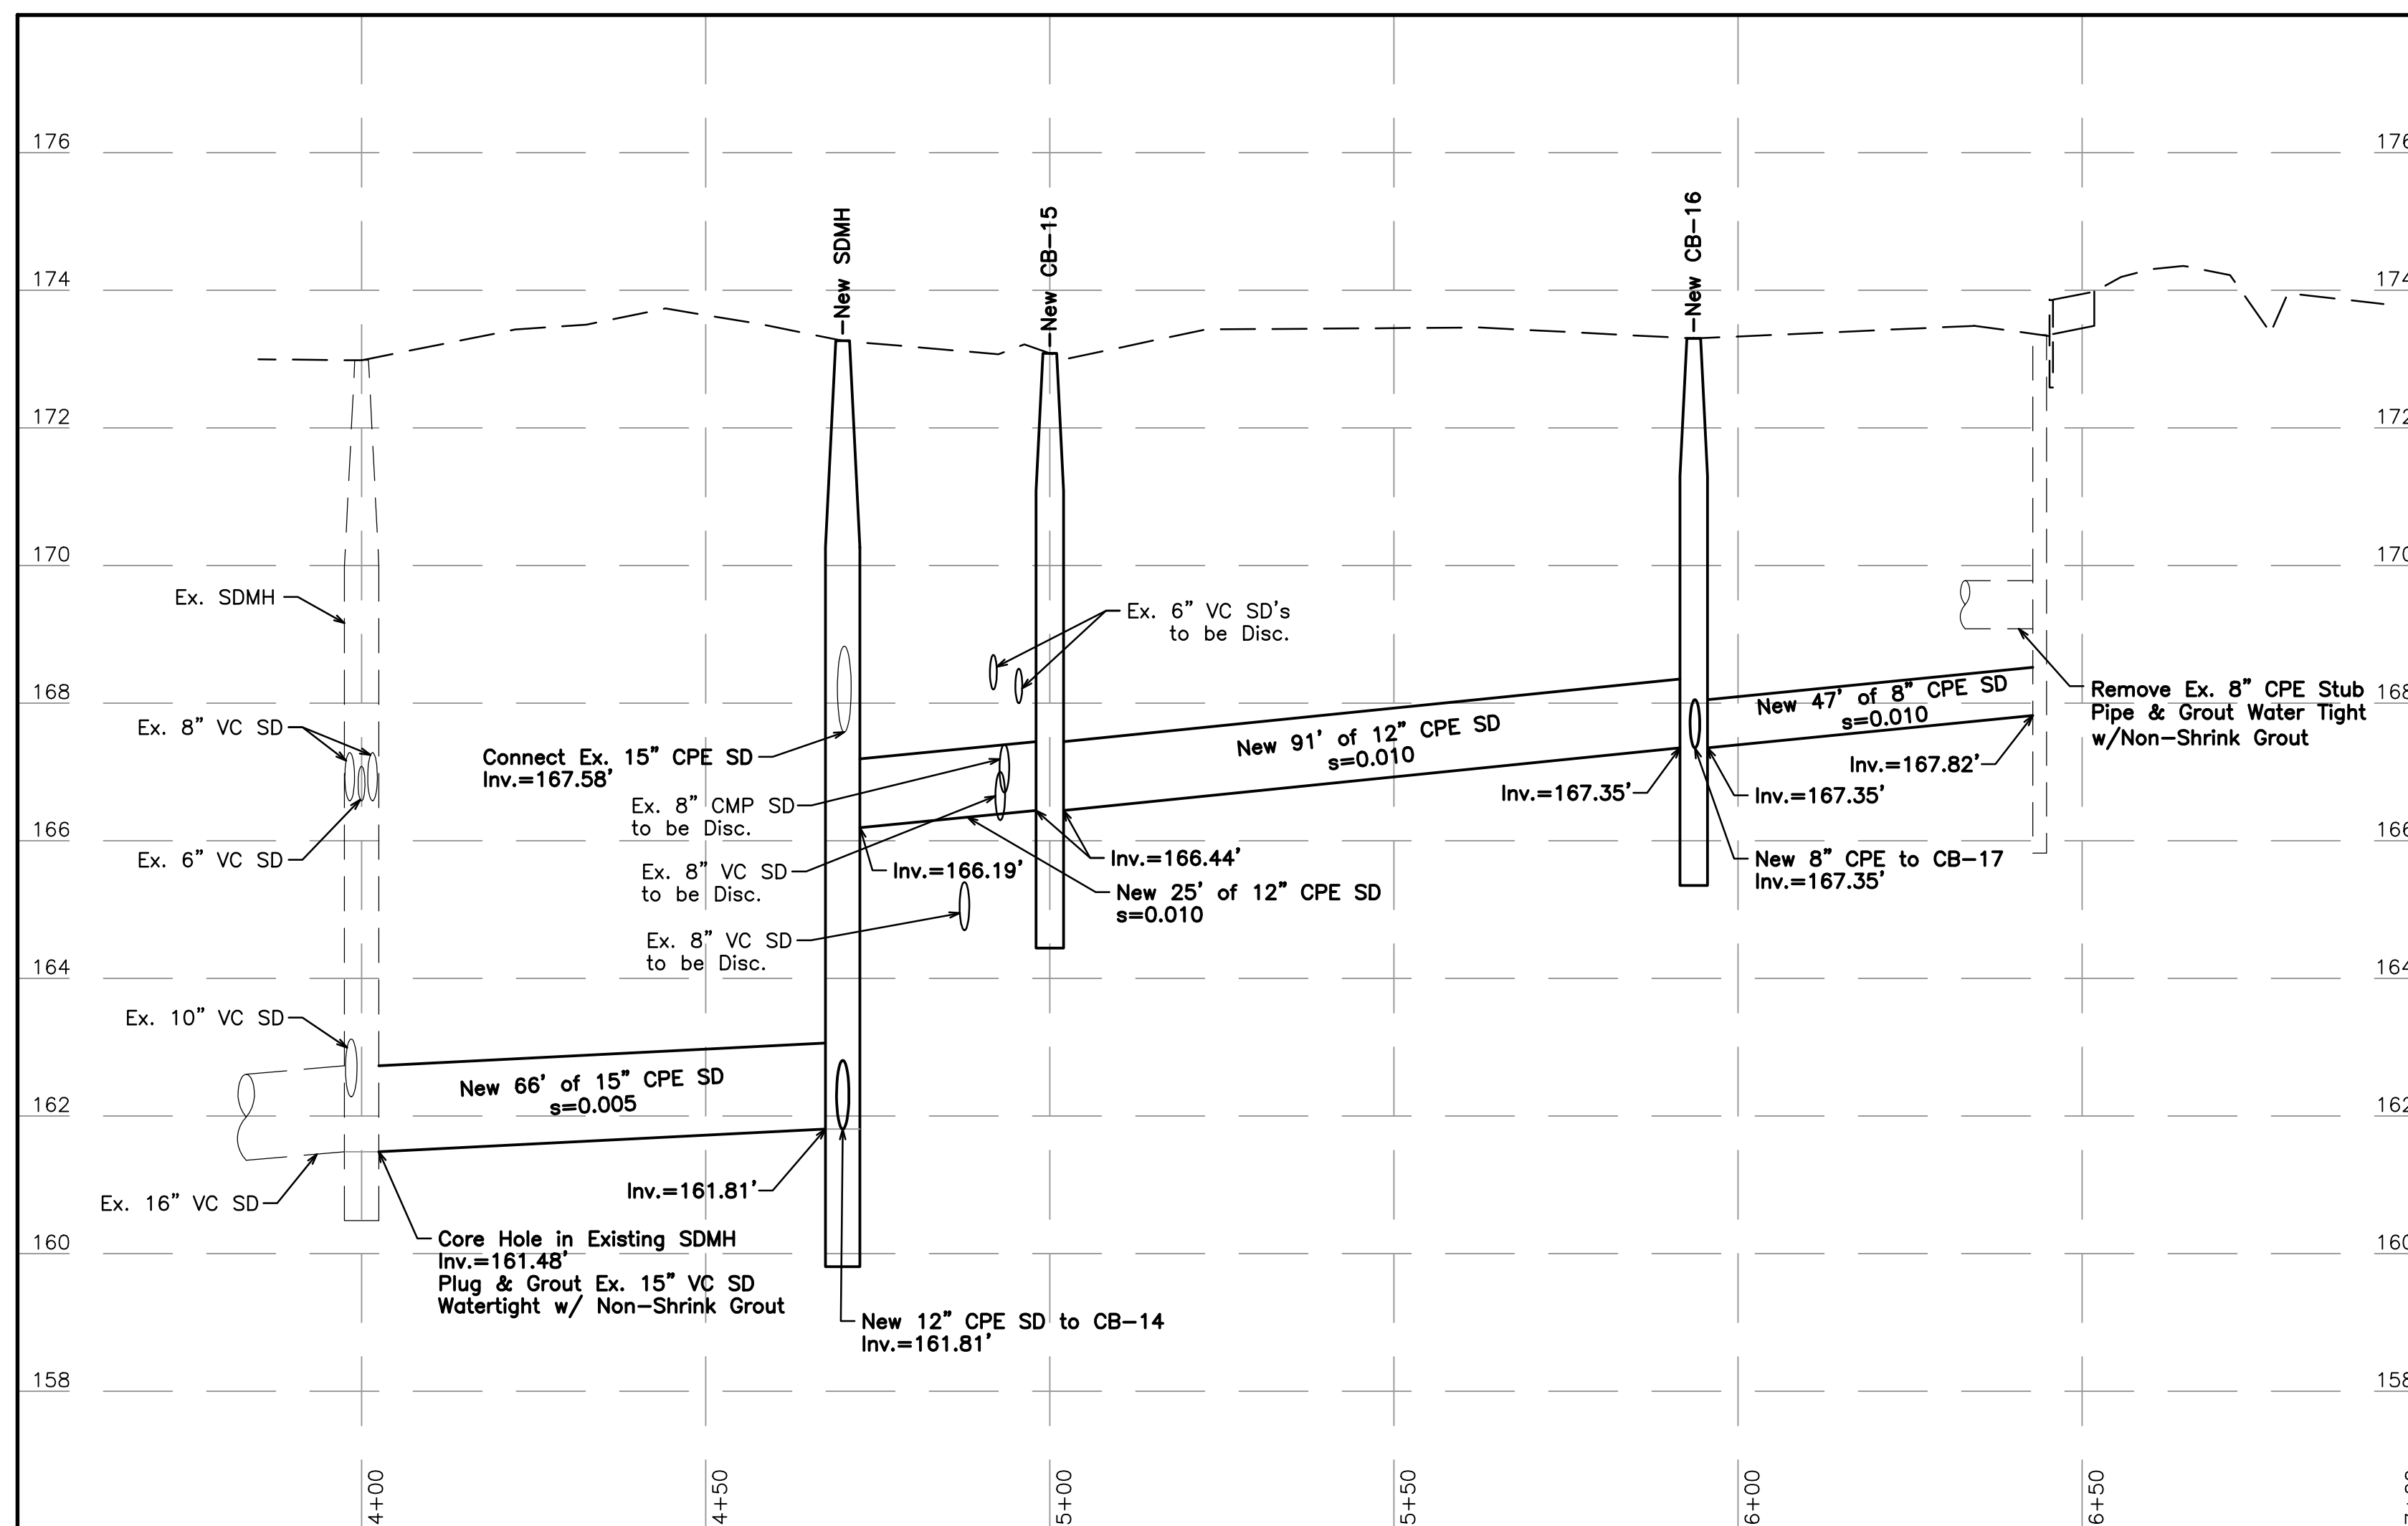 176
176
174
174
172
172
170
170
168
168
166
166
164
164
162
162
160
160
158
158
New SDMH
New CB-15
New CB-16
Ex. SDMH
Ex. 8" VC SD
Ex. 6" VC SD
Ex. 10" VC SD
Ex. 16" VC SD
New 66' of 15" CPE SD
s=0.005
Core Hole in Existing SDMH
Inv.=161.48'
Plug & Grout Ex. 15" VC SD
Watertight w/ Non-Shrink Grout
Inv.=161.81'
New 12" CPE SD to CB-14
Inv.=161.81'
Connect Ex. 15" CPE SD
Inv.=167.58'
Ex. 8" CMP SD
to be Disc.
Ex. 8" VC SD
to be Disc.
Ex. 8" VC SD
to be Disc.
Inv.=166.19'
Ex. 6" VC SD's
to be Disc.
Inv.=166.44'
New 25' of 12" CPE SD
s=0.010
New 91' of 12" CPE SD
s=0.010
Inv.=167.35'
New 47' of 8" CPE SD
s=0.010
Inv.=167.82'
Inv.=167.35'
New 8" CPE to CB-17
Inv.=167.35'
Remove Ex. 8" CPE Stub
Pipe & Grout Water Tight
w/Non-Shrink Grout
4+00
4+50
5+00
5+50
6+00
6+50